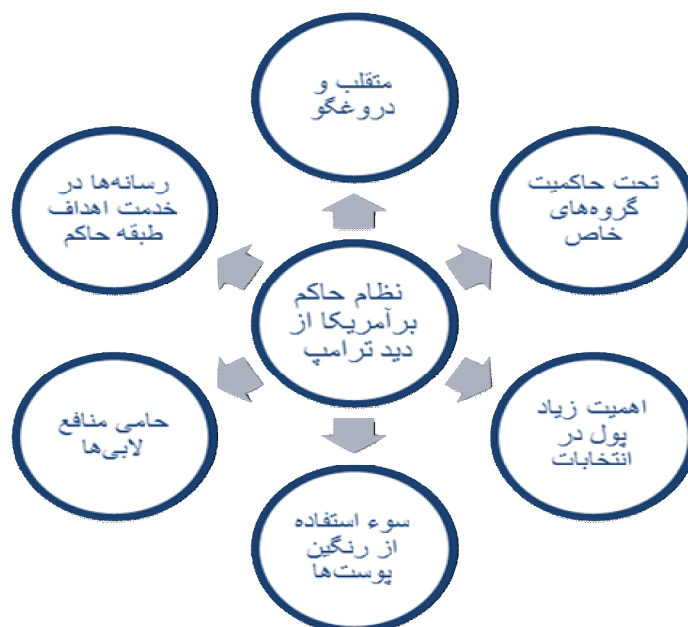 متقلب و
دروغگو
تحت حاکمیت
گروه‌های
خاص
رسانه‌ها در
خدمت اهداف
طبقه حاکم
نظام حاکم
برآمریکا از
دید ترامپ
اهمیت زیاد
پول در
انتخابات
حامی منافع
لابی‌ها
سوء استفاده
از رنگین
پوست‌ها